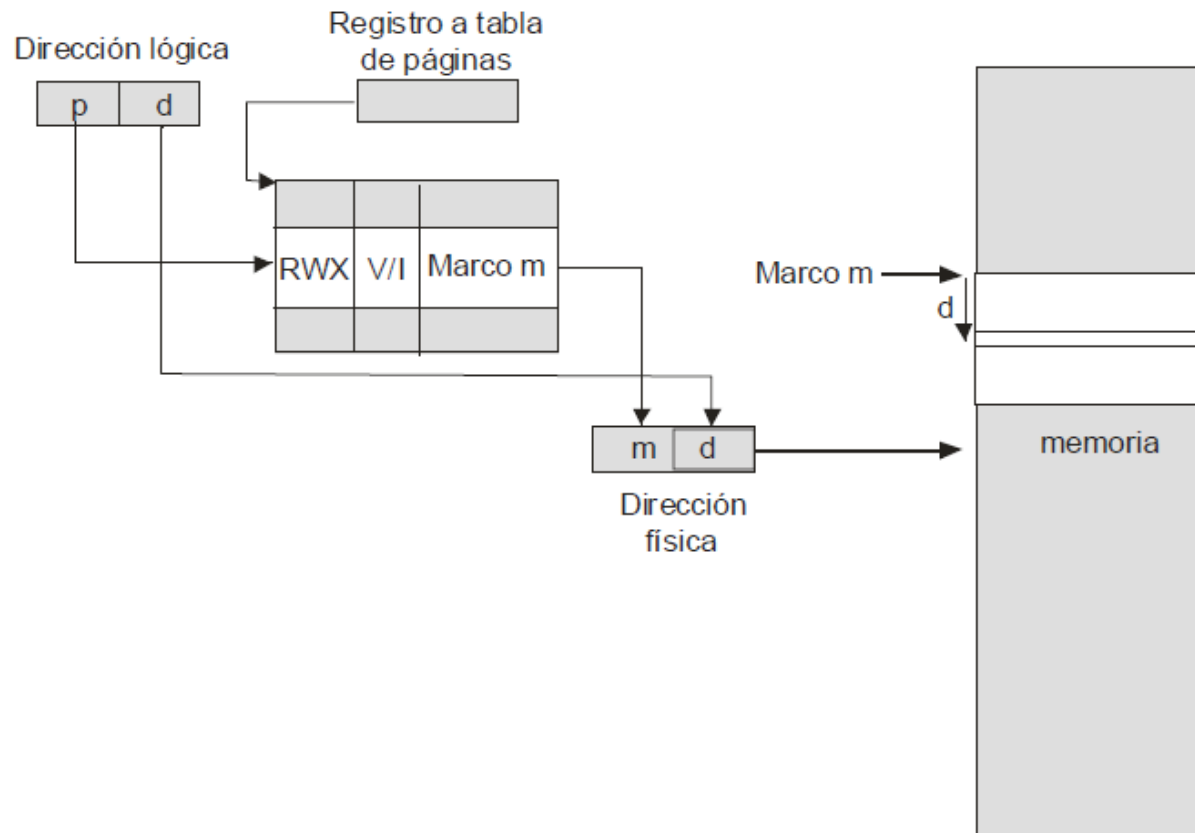 Registro a tabla
de páginas
Dirección lógica
p d
RWX V/I Marco m
Marco m
d
m d
memoria
Dirección
física